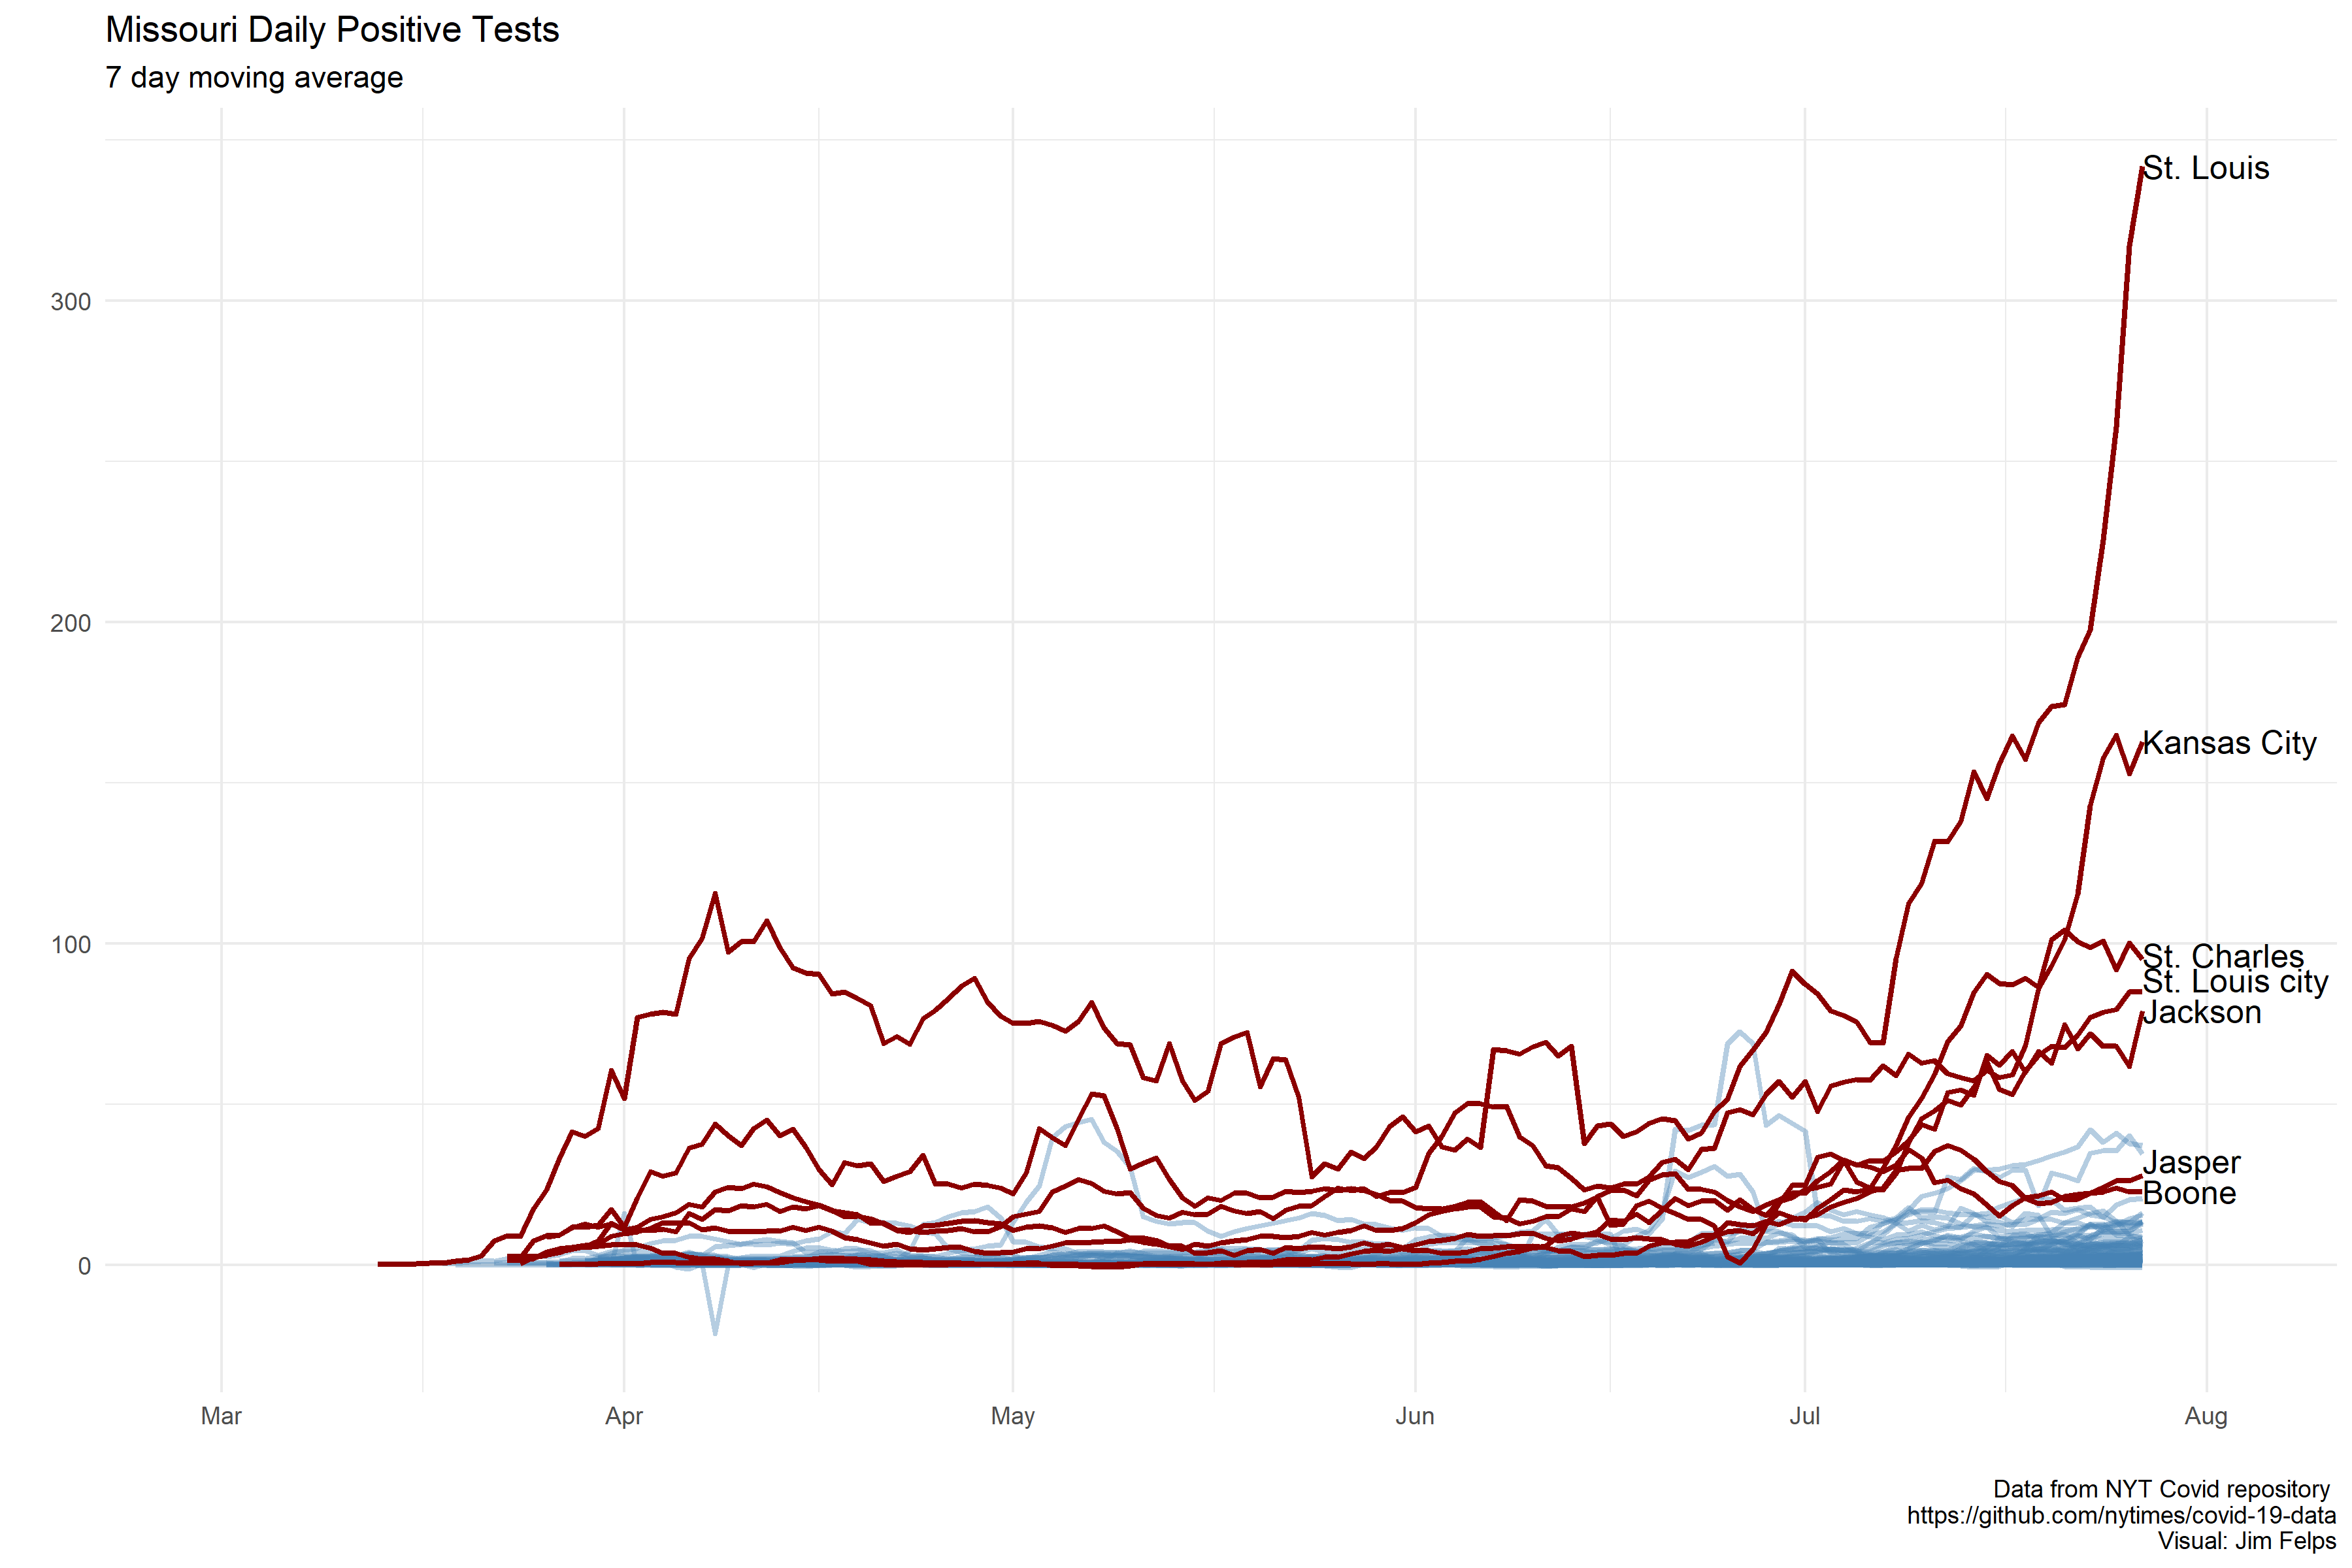 Missouri Daily Positive Tests
7 day moving average
St. Louis
300
200
Kansas City
100
St. Charles
St. Louis city
Jackson
Jasper
Boone
0
Mar Apr May Jun Jul Aug
Data from NYT Covid repository
https://github.com/nytimes/covid-19-data
Visual: Jim Felps